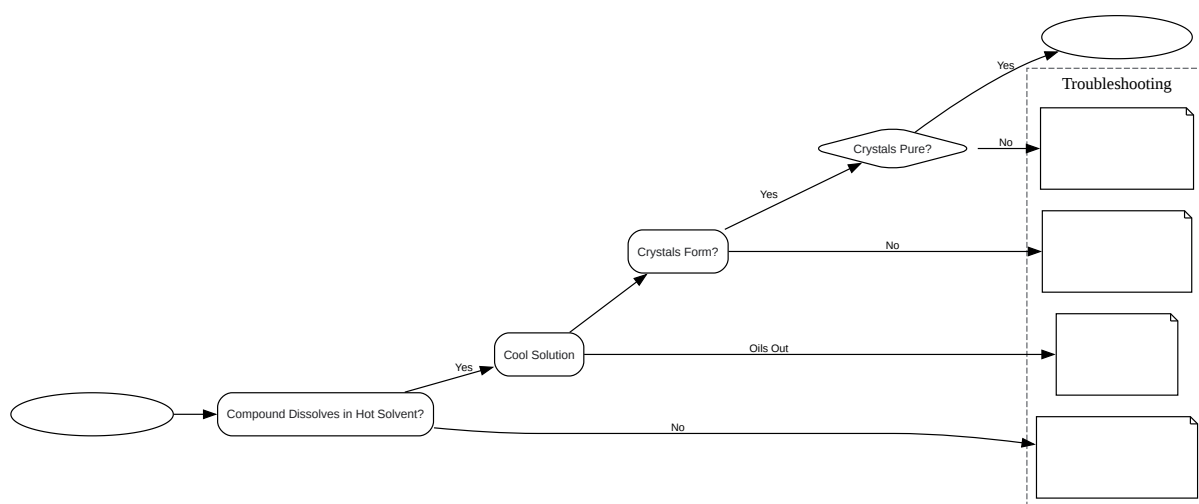 Yes
Troubleshooting
Crystals Pure?
No
Yes
Crystals Form?
No
Cool Solution
Oils Out
Yes
Compound Dissolves in Hot Solvent?
No